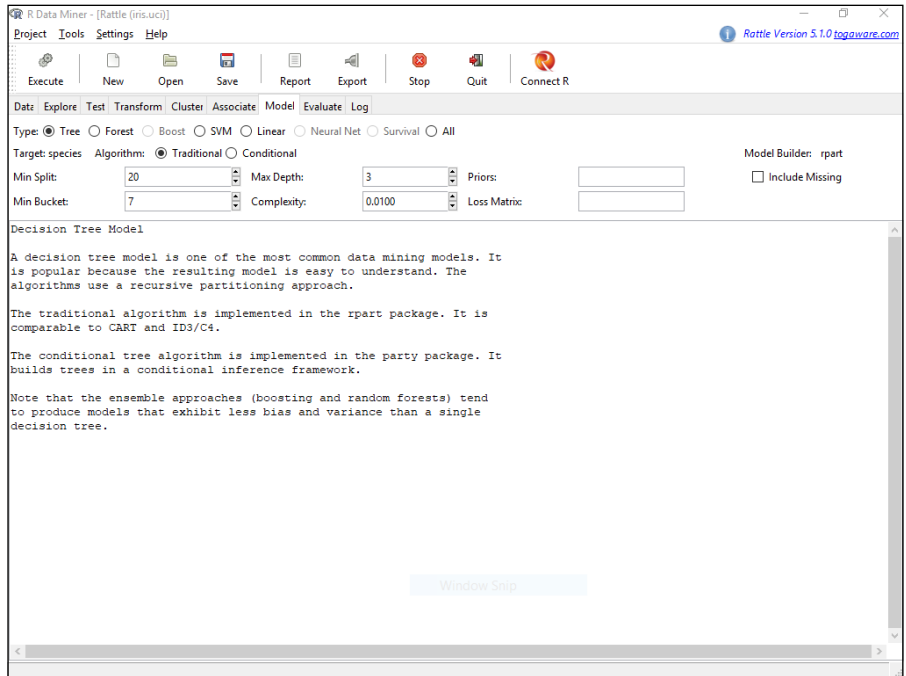 R Data Miner - [Rattle (iris.uci)]
Project Tools Settings Help
Rattle Version 5.1.0 togaware.com
Execute New Open Save Report Export Stop Quit Connect R
Data Explore Test Transform Cluster Associate Model Evaluate Log
Type: Tree Forest Boost SVM Linear Neural Net Survival All
Target: species Algorithm: Traditional Conditional Model Builder: rpart
Min Split: 20 Max Depth: 3 Priors: Include Missing
Min Bucket: 7 Complexity: 0.0100 Loss Matrix:
Decision Tree Model
A decision tree model is one of the most common data mining models. It
is popular because the resulting model is easy to understand. The
algorithms use a recursive partitioning approach.
The traditional algorithm is implemented in the rpart package. It is
comparable to CART and ID3/C4.
The conditional tree algorithm is implemented in the party package. It
builds trees in a conditional inference framework.
Note that the ensemble approaches (boosting and random forests) tend
to produce models that exhibit less bias and variance than a single
decision tree.
Window Snip